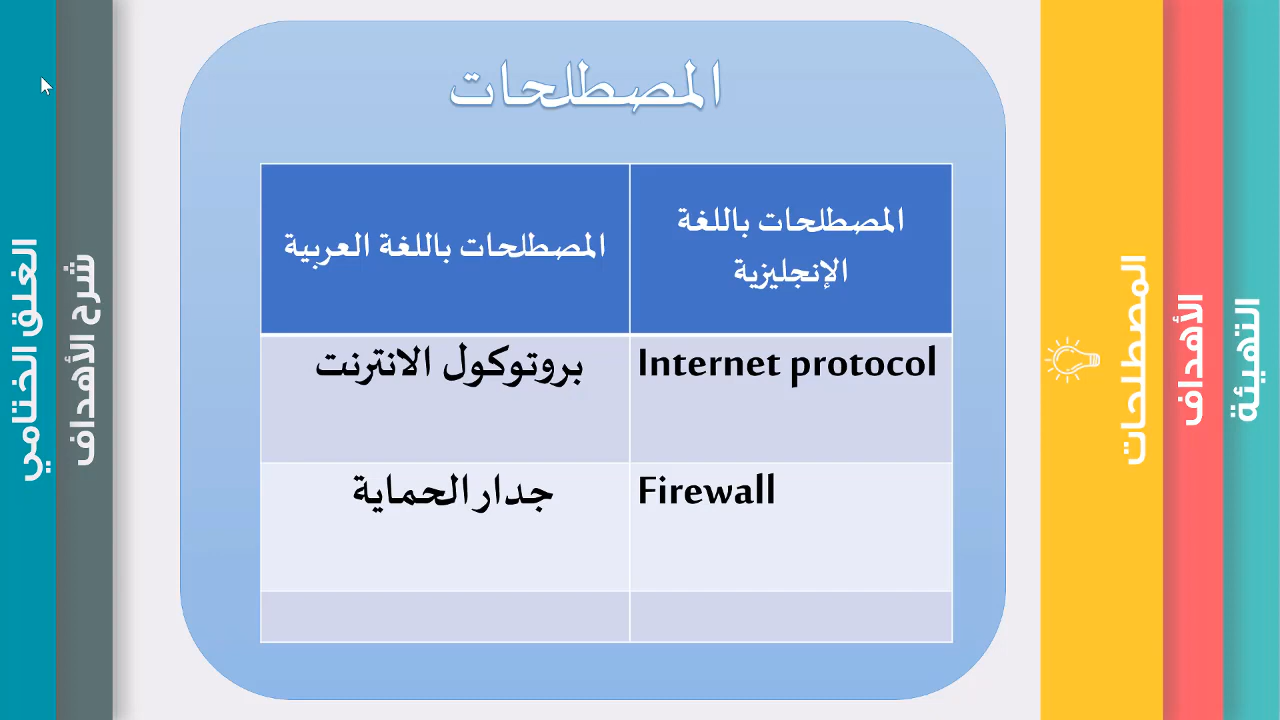 المصطلحات
المصطلحات باللغة
الإنجليزية
المصطلحات باللغة العربية
Internet protocol
بروتوكول الانترنت
Firewall
جدار الحماية
التهيئة
الأهداف
المصطلحات
شرح الأهداف
الغلق الختامي